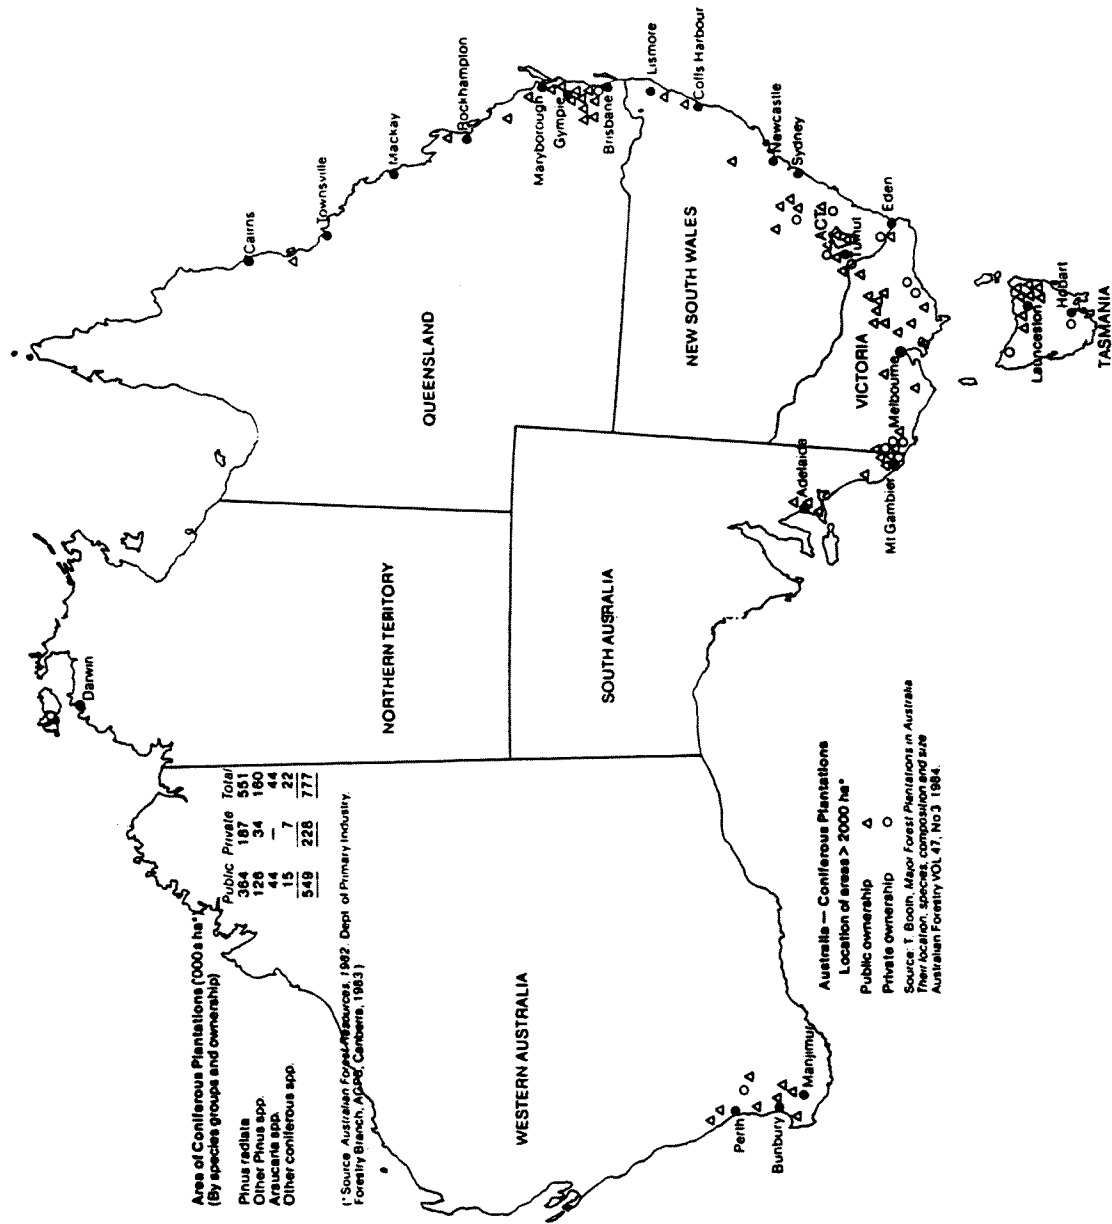 Area of Coniferous Plantations ('000s ha*)
(By species groups and ownership)
Public Private Total
Pinus radiata 364 187 551
Other Pinus spp. 126 34 160
Araucaria spp. 44 — 44
Other coniferous spp. 15 7 22
549 228 777
(*Source Australian Forest Resources, 1982. Dept of Primary Industry.
Forestry Branch, AGPS, Canberra, 1983)
Darwin
Cairns
Townsville
Mackay
Rockhampton
Maryborough
Gympie
Brisbane
Lismore
Coffs Harbour
Newcastle
Sydney
ACT
Tumut
Eden
NORTHERN TERITORY
QUEENSLAND
WESTERN AUSTRALIA
SOUTH AUSTRALIA
NEW SOUTH WALES
VICTORIA
Melbourne
Adelaide
Mt Gambier
Perth
Bunbury
Manjimur
Launceston
Hobart
TASMANIA
Australia — Coniferous Plantations
Location of areas > 2000 ha*
Public ownership △
Private ownership ○
Source: T. Booth, Major Forest Plantations in Australia
Their location, species, composition and size
Australian Forestry VOL 47, No 3 1984.